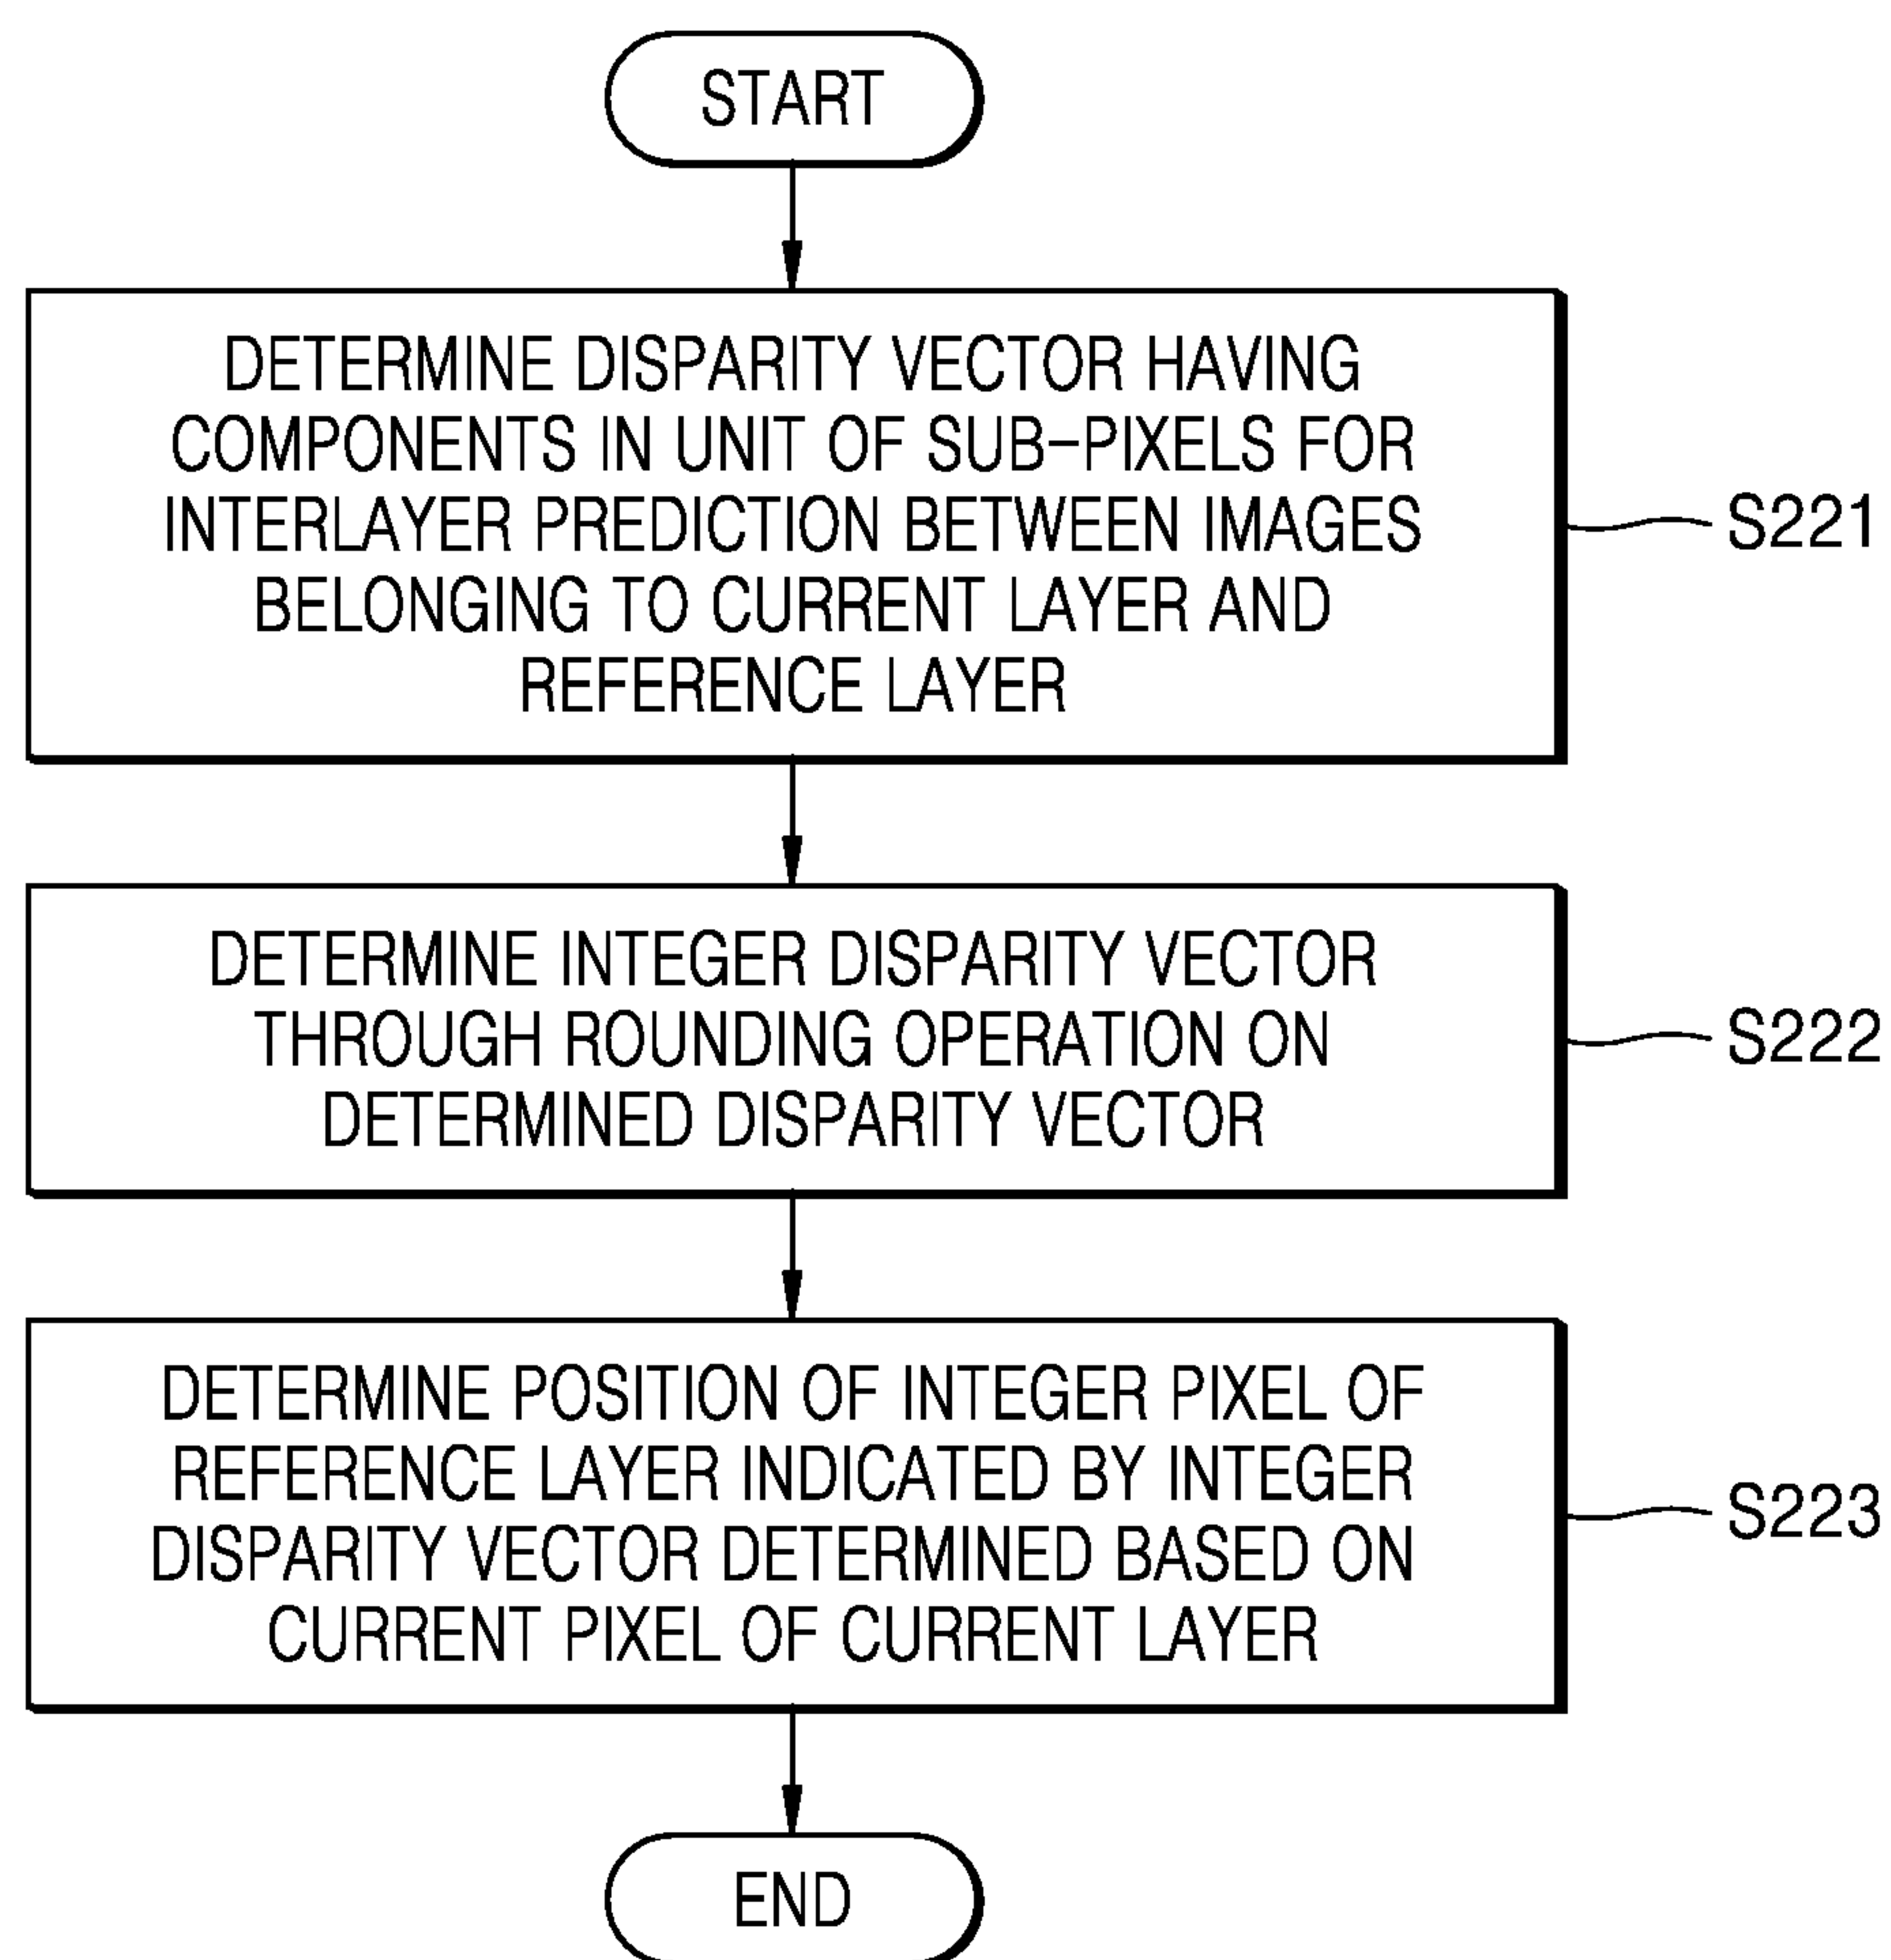 START
DETERMINE DISPARITY VECTOR HAVING
COMPONENTS IN UNIT OF SUB-PIXELS FOR
INTERLAYER PREDICTION BETWEEN IMAGES
BELONGING TO CURRENT LAYER AND
REFERENCE LAYER
S221
DETERMINE INTEGER DISPARITY VECTOR
THROUGH ROUNDING OPERATION ON
DETERMINED DISPARITY VECTOR
S222
DETERMINE POSITION OF INTEGER PIXEL OF
REFERENCE LAYER INDICATED BY INTEGER
DISPARITY VECTOR DETERMINED BASED ON
CURRENT PIXEL OF CURRENT LAYER
S223
END